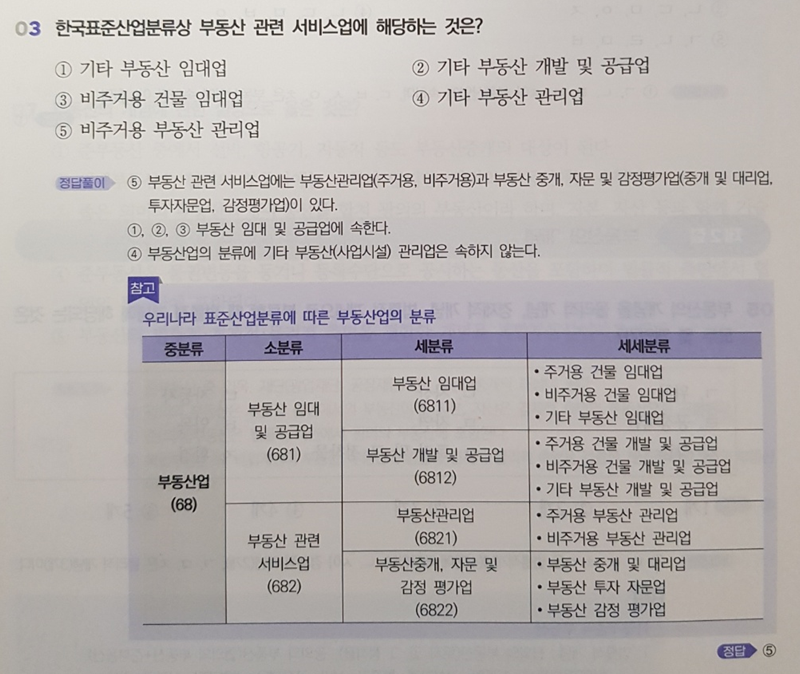 03 한국표준산업분류상 부동산 관련 서비스업에 해당하는 것은?
① 기타 부동산 임대업 ② 기타 부동산 개발 및 공급업
③ 비주거용 건물 임대업 ④ 기타 부동산 관리업
⑤ 비주거용 부동산 관리업
정답풀이 ⑤ 부동산 관련 서비스업에는 부동산관리업(주거용, 비주거용)과 부동산 중개, 자문 및 감정평가업(중개 및 대리업,
투자자문업, 감정평가업)이 있다.
①, ②, ③ 부동산 임대 및 공급업에 속한다.
④ 부동산업의 분류에 기타 부동산(사업시설) 관리업은 속하지 않는다.
참고
우리나라 표준산업분류에 따른 부동산업의 분류
중분류 소분류 세분류 세세분류
부동산업
(68)
부동산 임대
및 공급업
(681)
부동산 임대업
(6811)
• 주거용 건물 임대업
• 비주거용 건물 임대업
• 기타 부동산 임대업
부동산 개발 및 공급업
(6812)
• 주거용 건물 개발 및 공급업
• 비주거용 건물 개발 및 공급업
• 기타 부동산 개발 및 공급업
부동산 관련
서비스업
(682)
부동산관리업
(6821)
• 주거용 부동산 관리업
• 비주거용 부동산 관리업
부동산중개, 자문 및
감정 평가업
(6822)
• 부동산 중개 및 대리업
• 부동산 투자 자문업
• 부동산 감정 평가업
정답 ⑤